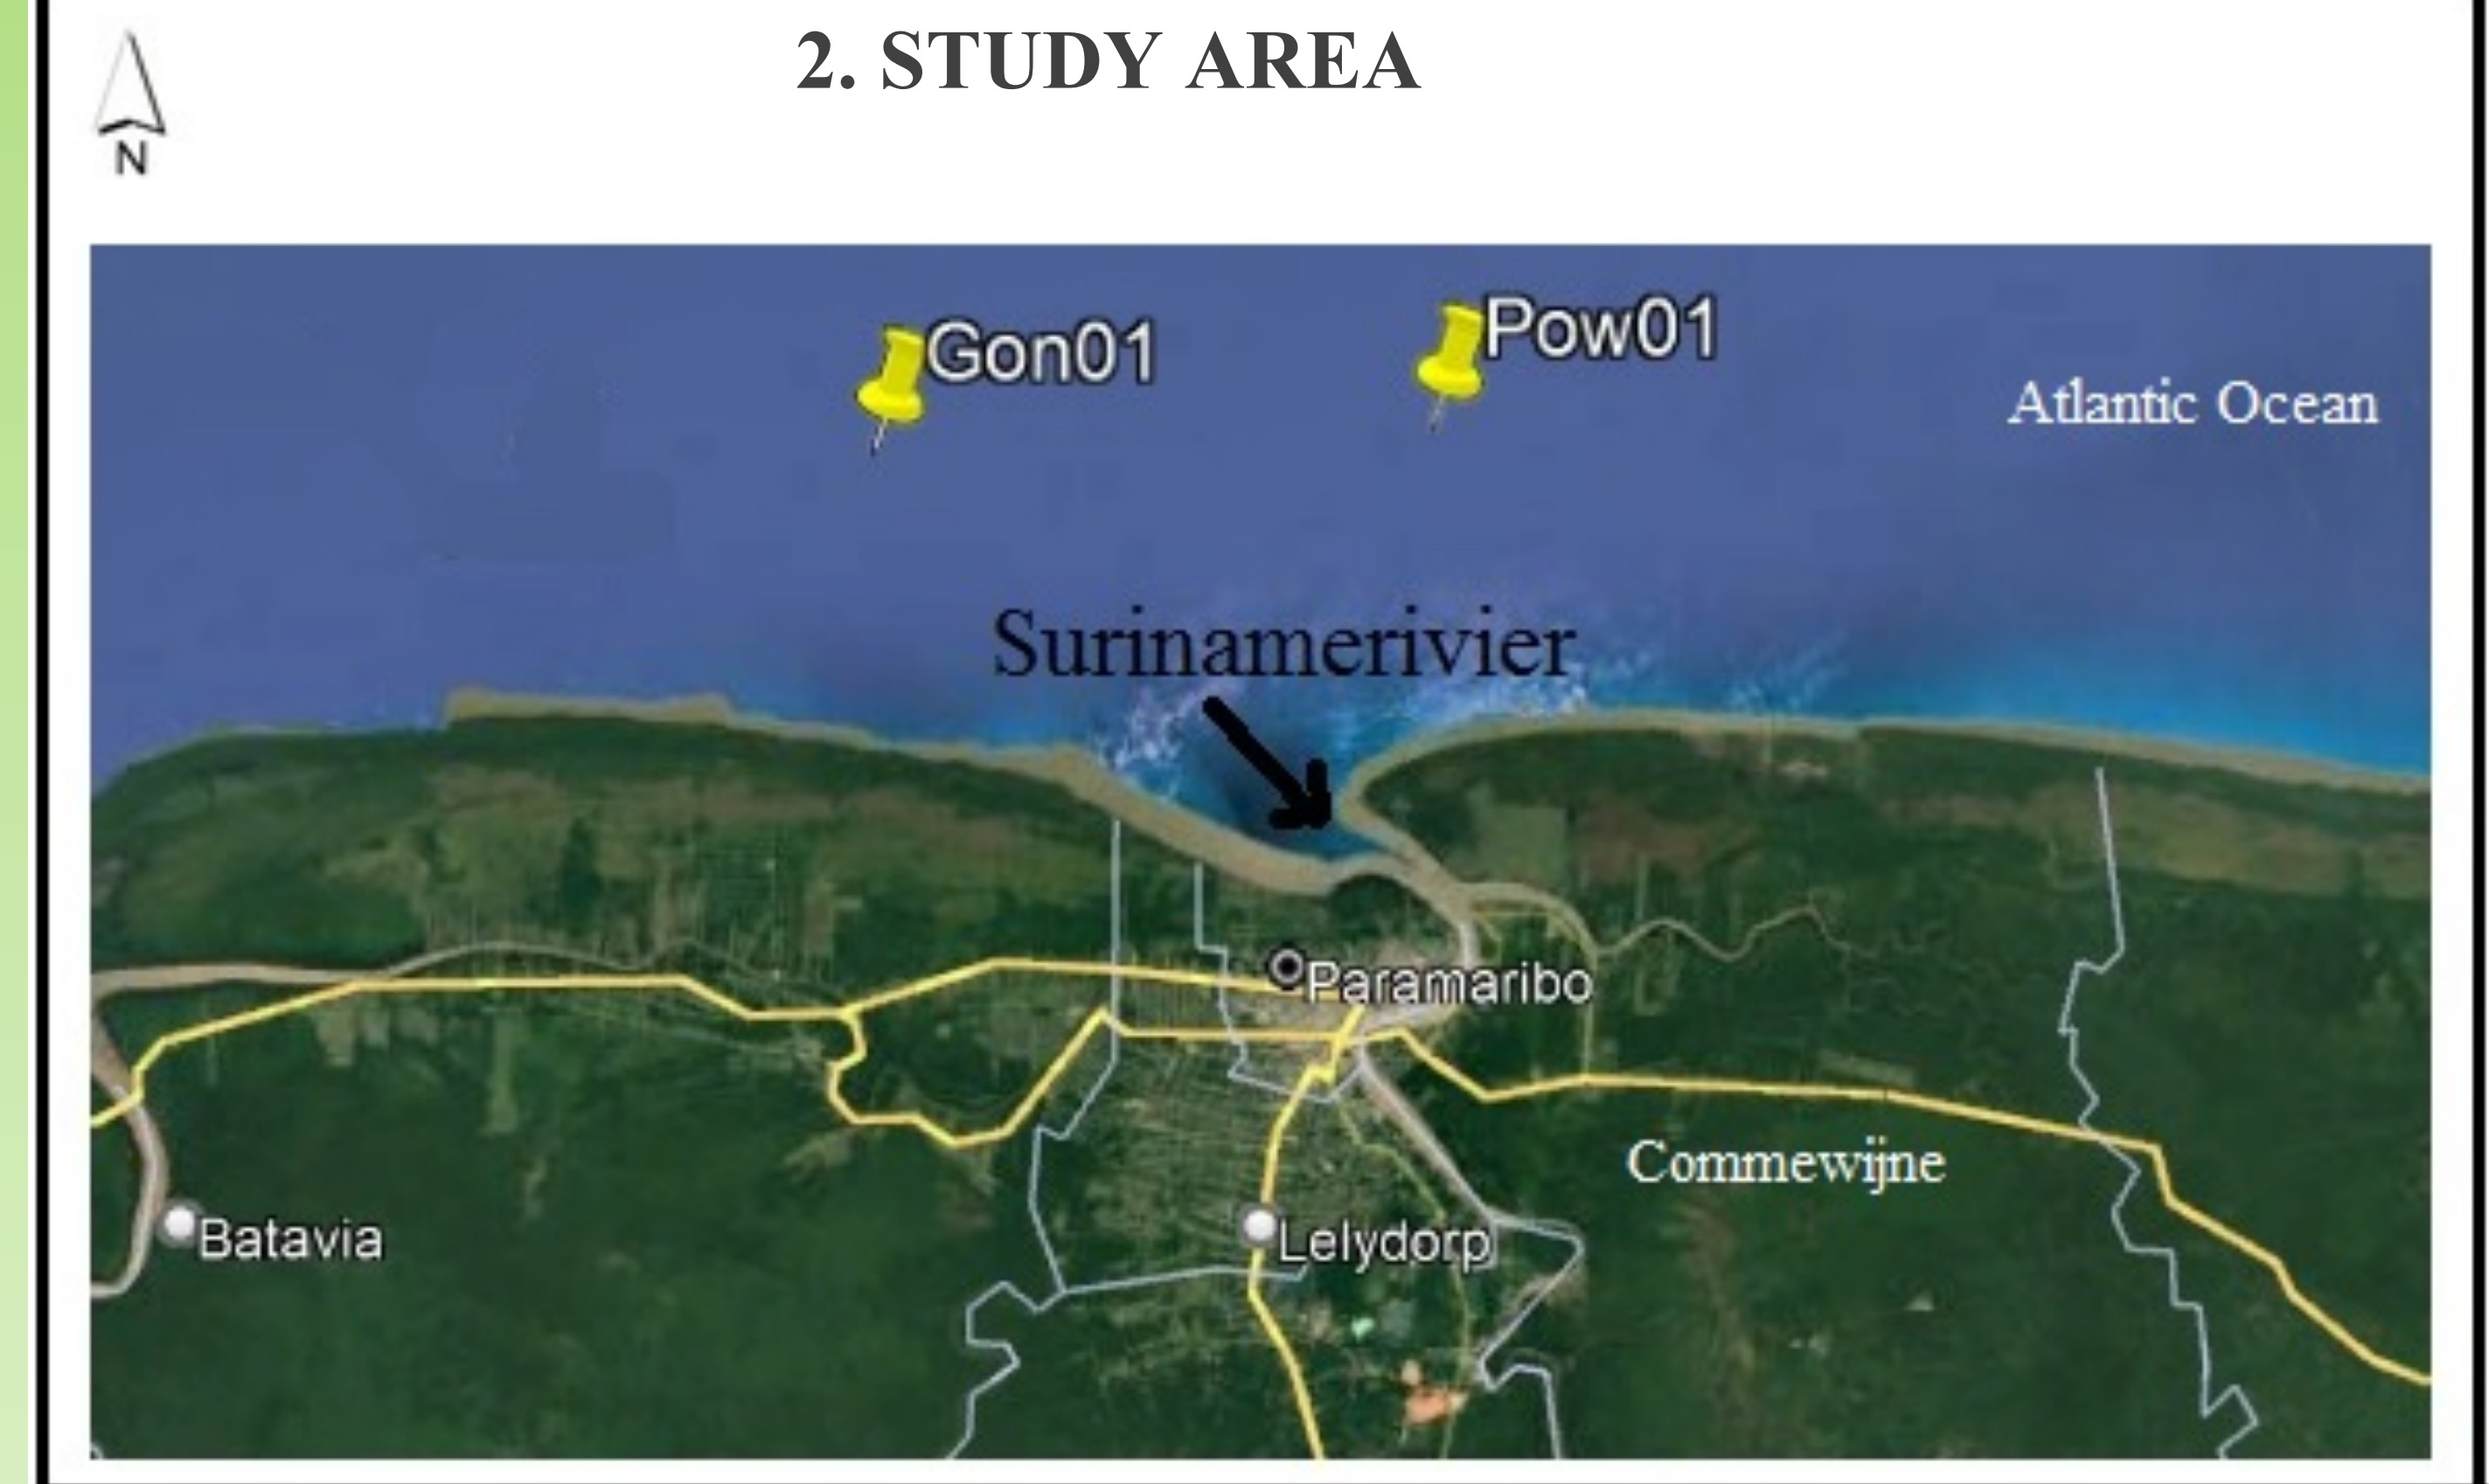 2. STUDY AREA
N
Gon01
Pow01
Atlantic Ocean
Surinamerivier
Paramaribo
Commewijne
Batavia
Lelydorp